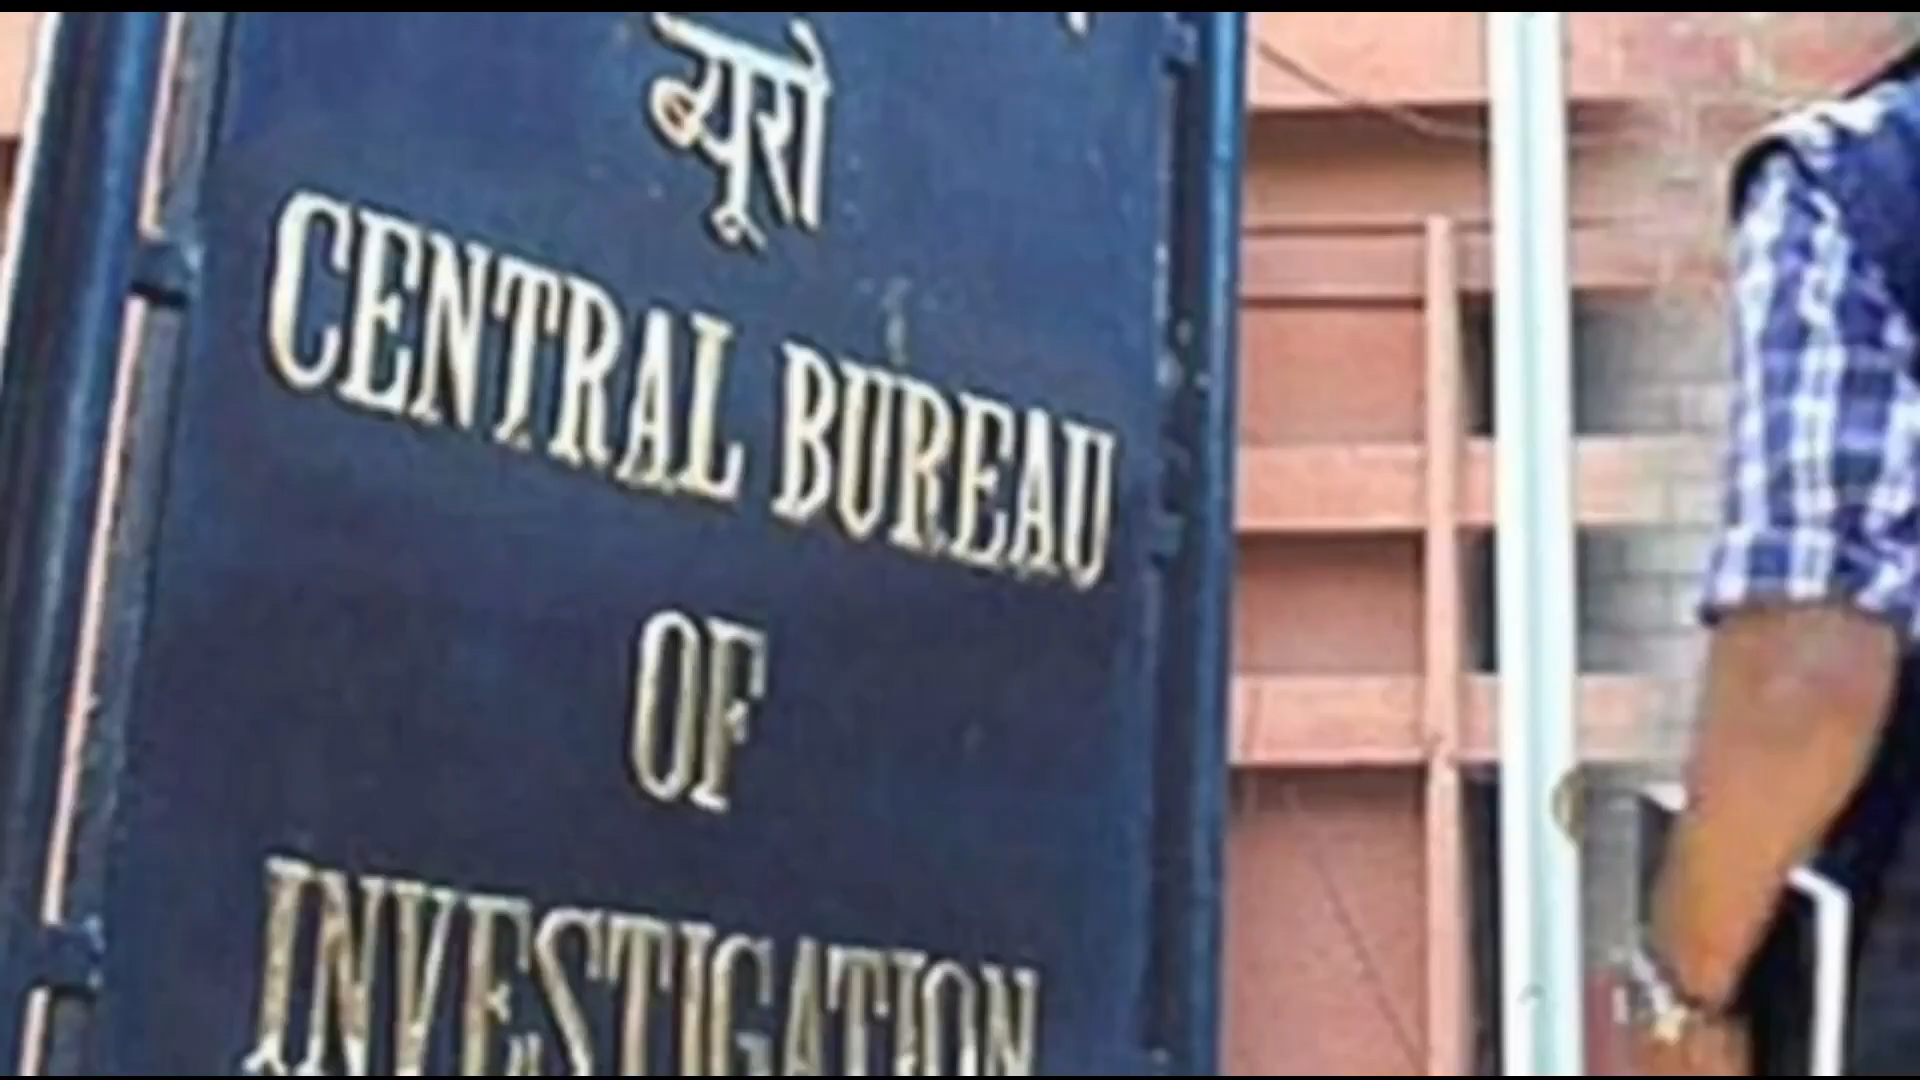 ब्यूरो
CENTRAL BUREAU
OF
INVESTIGATION